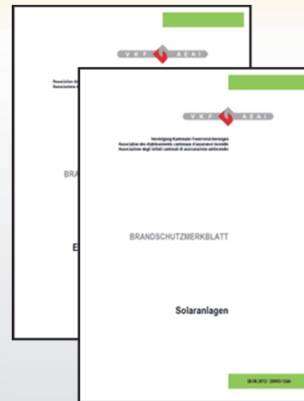 VKF AEAI
BRA
E
VKF AEAI
Vereinigung Kantonaler Feuerversicherungen
Association des établissements cantonaux d'assurance incendie
Associazione degli istituti cantonali di assicurazione antincendio
BRANDSCHUTZMERKBLATT
Solaranlagen